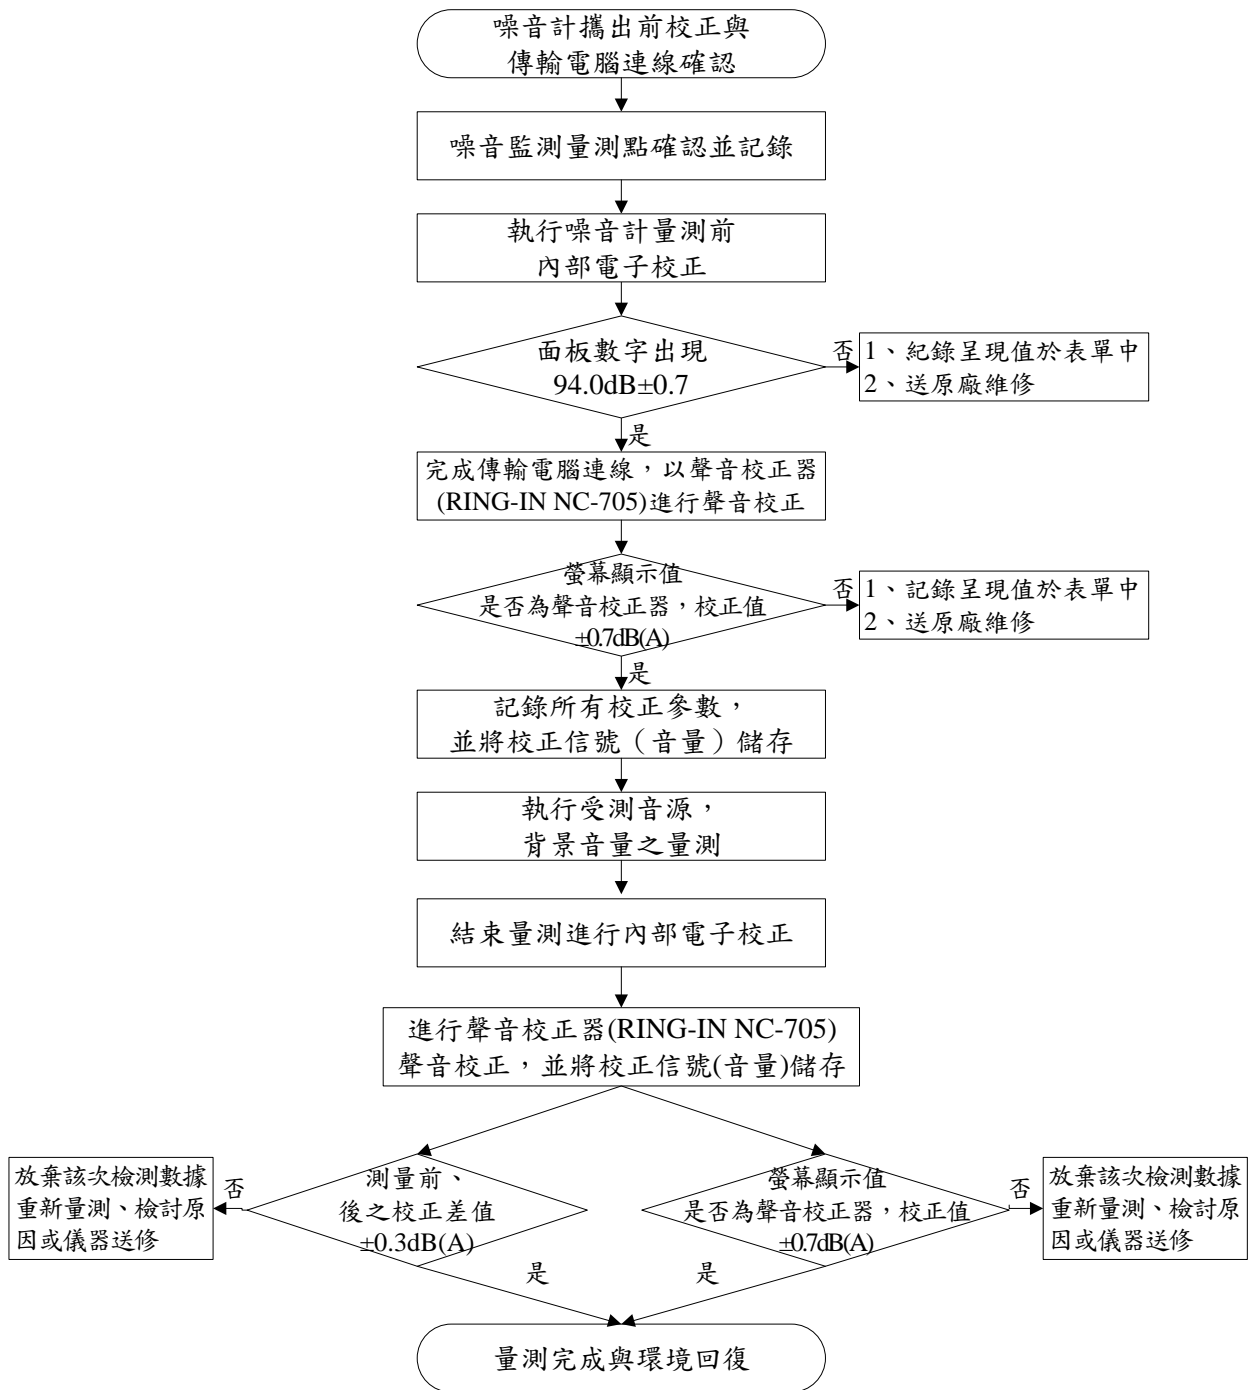 噪音計攜出前校正與
傳輸電腦連線確認
噪音監測量測點確認並記錄
執行噪音計量測前
內部電子校正
面板數字出現
94.0dB±0.7
否
1、紀錄呈現值於表單中
2、送原廠維修
是
完成傳輸電腦連線，以聲音校正器
(RING-IN NC-705)進行聲音校正
螢幕顯示值
是否為聲音校正器，校正值
±0.7dB(A)
否
1、記錄呈現值於表單中
2、送原廠維修
是
記錄所有校正參數，
並將校正信號（音量）儲存
執行受測音源，
背景音量之量測
結束量測進行內部電子校正
進行聲音校正器(RING-IN NC-705)
聲音校正，並將校正信號(音量)儲存
測量前、
後之校正差值
±0.3dB(A)
否
放棄該次檢測數據
重新量測、檢討原
因或儀器送修
是
螢幕顯示值
是否為聲音校正器，校正值
±0.7dB(A)
否
放棄該次檢測數據
重新量測、檢討原
因或儀器送修
是
量測完成與環境回復